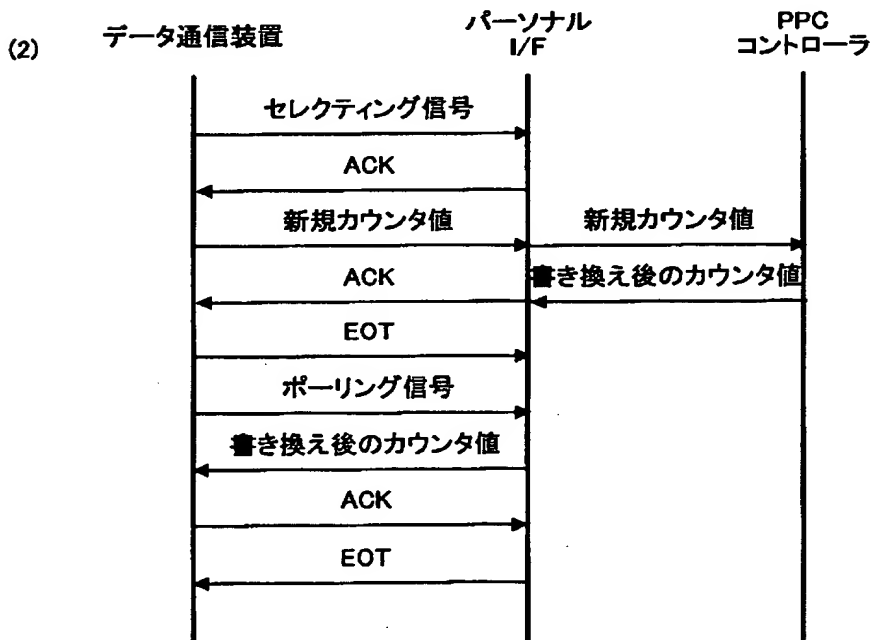 (2)
データ通信装置
パーソナル
I/F
PPC
コントローラ
セレクティング信号
ACK
新規カウンタ値
新規カウンタ値
ACK
書き換え後のカウンタ値
EOT
ポーリング信号
書き換え後のカウンタ値
ACK
EOT